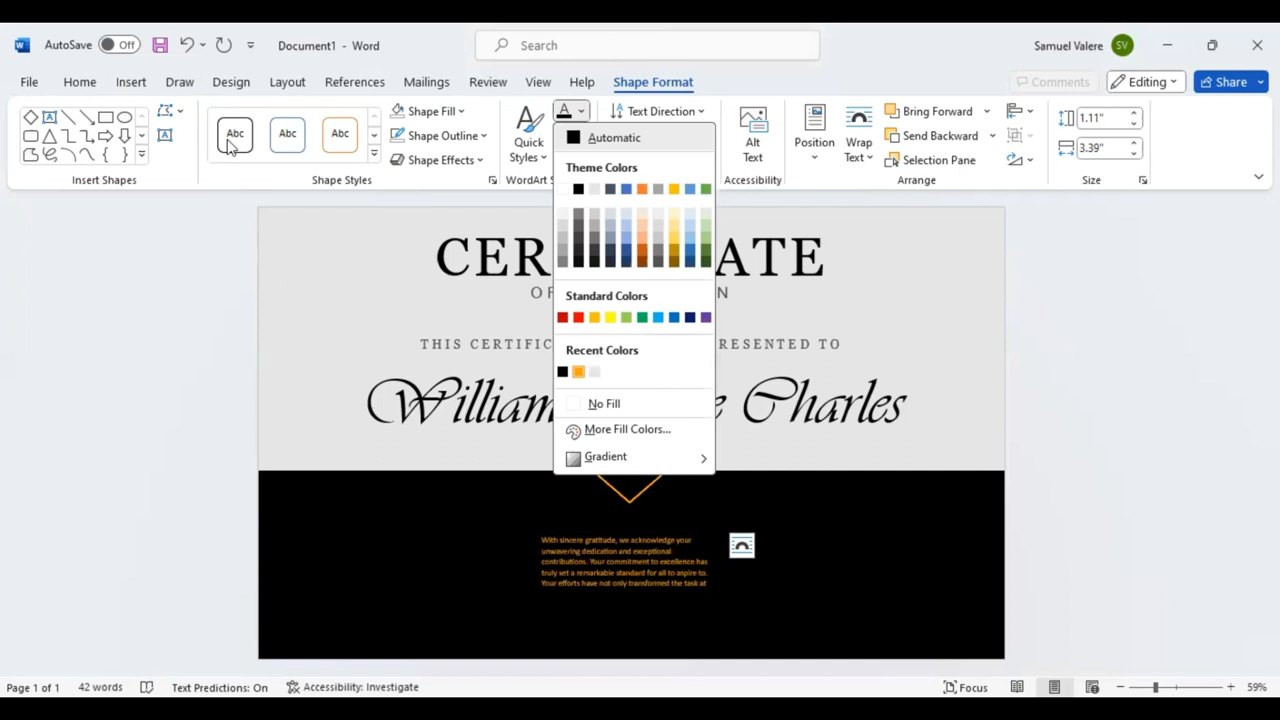 AutoSave Off Document1 - Word Search Samuel Valere SV
File Home Insert Draw Design Layout References Mailings Review View Help Shape Format Comments Editing Share
Abc Abc Abc
Shape Fill
Shape Outline
Shape Effects
Quick
Styles
A
Text Direction
Alt
Text
Position
Wrap
Text
Bring Forward
Send Backward
Selection Pane
1.11"
3.39"
Insert Shapes Shape Styles WordArt S Accessibility Arrange Size
Automatic
Theme Colors
Standard Colors
Recent Colors
No Fill
More Fill Colors...
Gradient
CER ATE
OF N
THIS CERTIFIC RESENTED TO
William e Charles
With sincere gratitude, we acknowledge your
unwavering dedication and exceptional
contributions. Your commitment to excellence has
truly set a remarkable standard for all to aspire to.
Your efforts have not only transformed the task at
Page 1 of 1 42 words Text Predictions: On Accessibility: Investigate Focus 59%